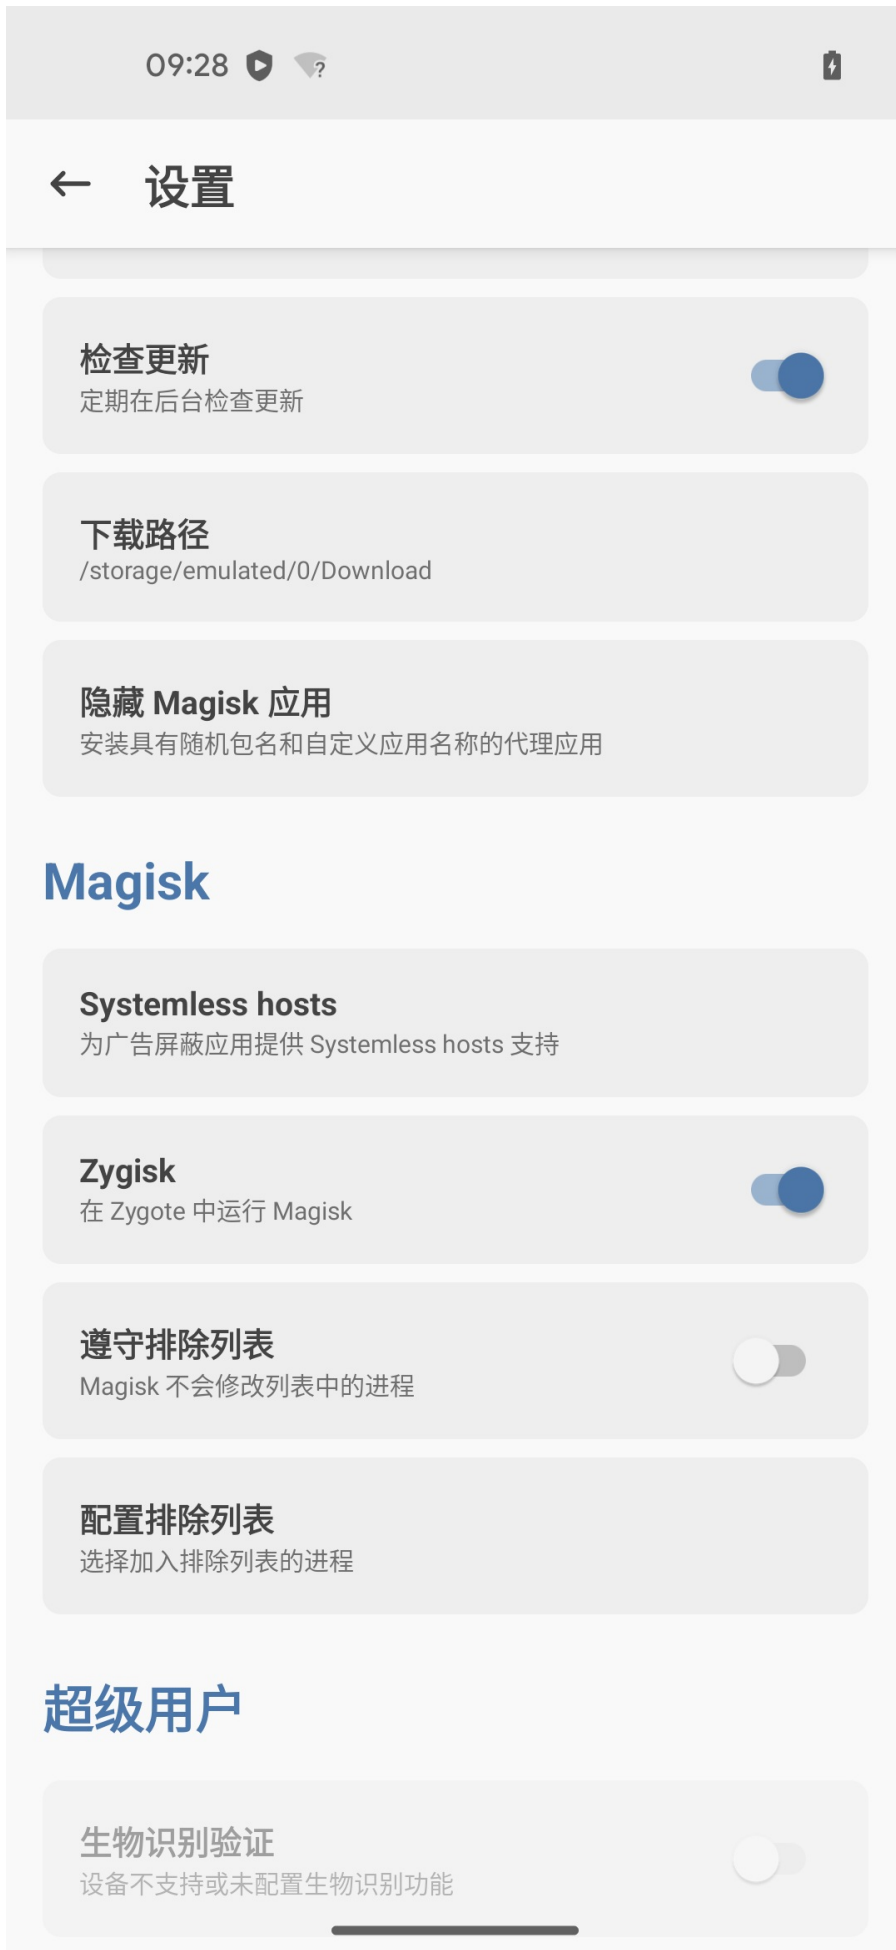 09:28
设置
检查更新
定期在后台检查更新
下载路径
/storage/emulated/0/Download
隐藏 Magisk 应用
安装具有随机包名和自定义应用名称的代理应用
Magisk
Systemless hosts
为广告屏蔽应用提供 Systemless hosts 支持
Zygisk
在 Zygote 中运行 Magisk
遵守排除列表
Magisk 不会修改列表中的进程
配置排除列表
选择加入排除列表的进程
超级用户
生物识别验证
设备不支持或未配置生物识别功能